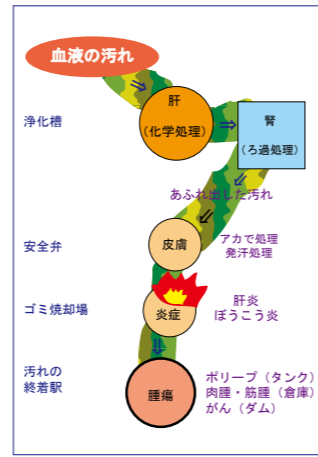 血液の汚れ
浄化槽
肝
(化学処理)
腎
(ろ過処理)
あふれ出した汚れ
安全弁
皮膚
アカで処理
発汗処理
ゴミ焼却場
炎症
肝炎
ぼうこう炎
汚れの
終着駅
腫瘍
ポリープ(タンク)
肉腫・筋腫(倉庫)
がん(ダム)